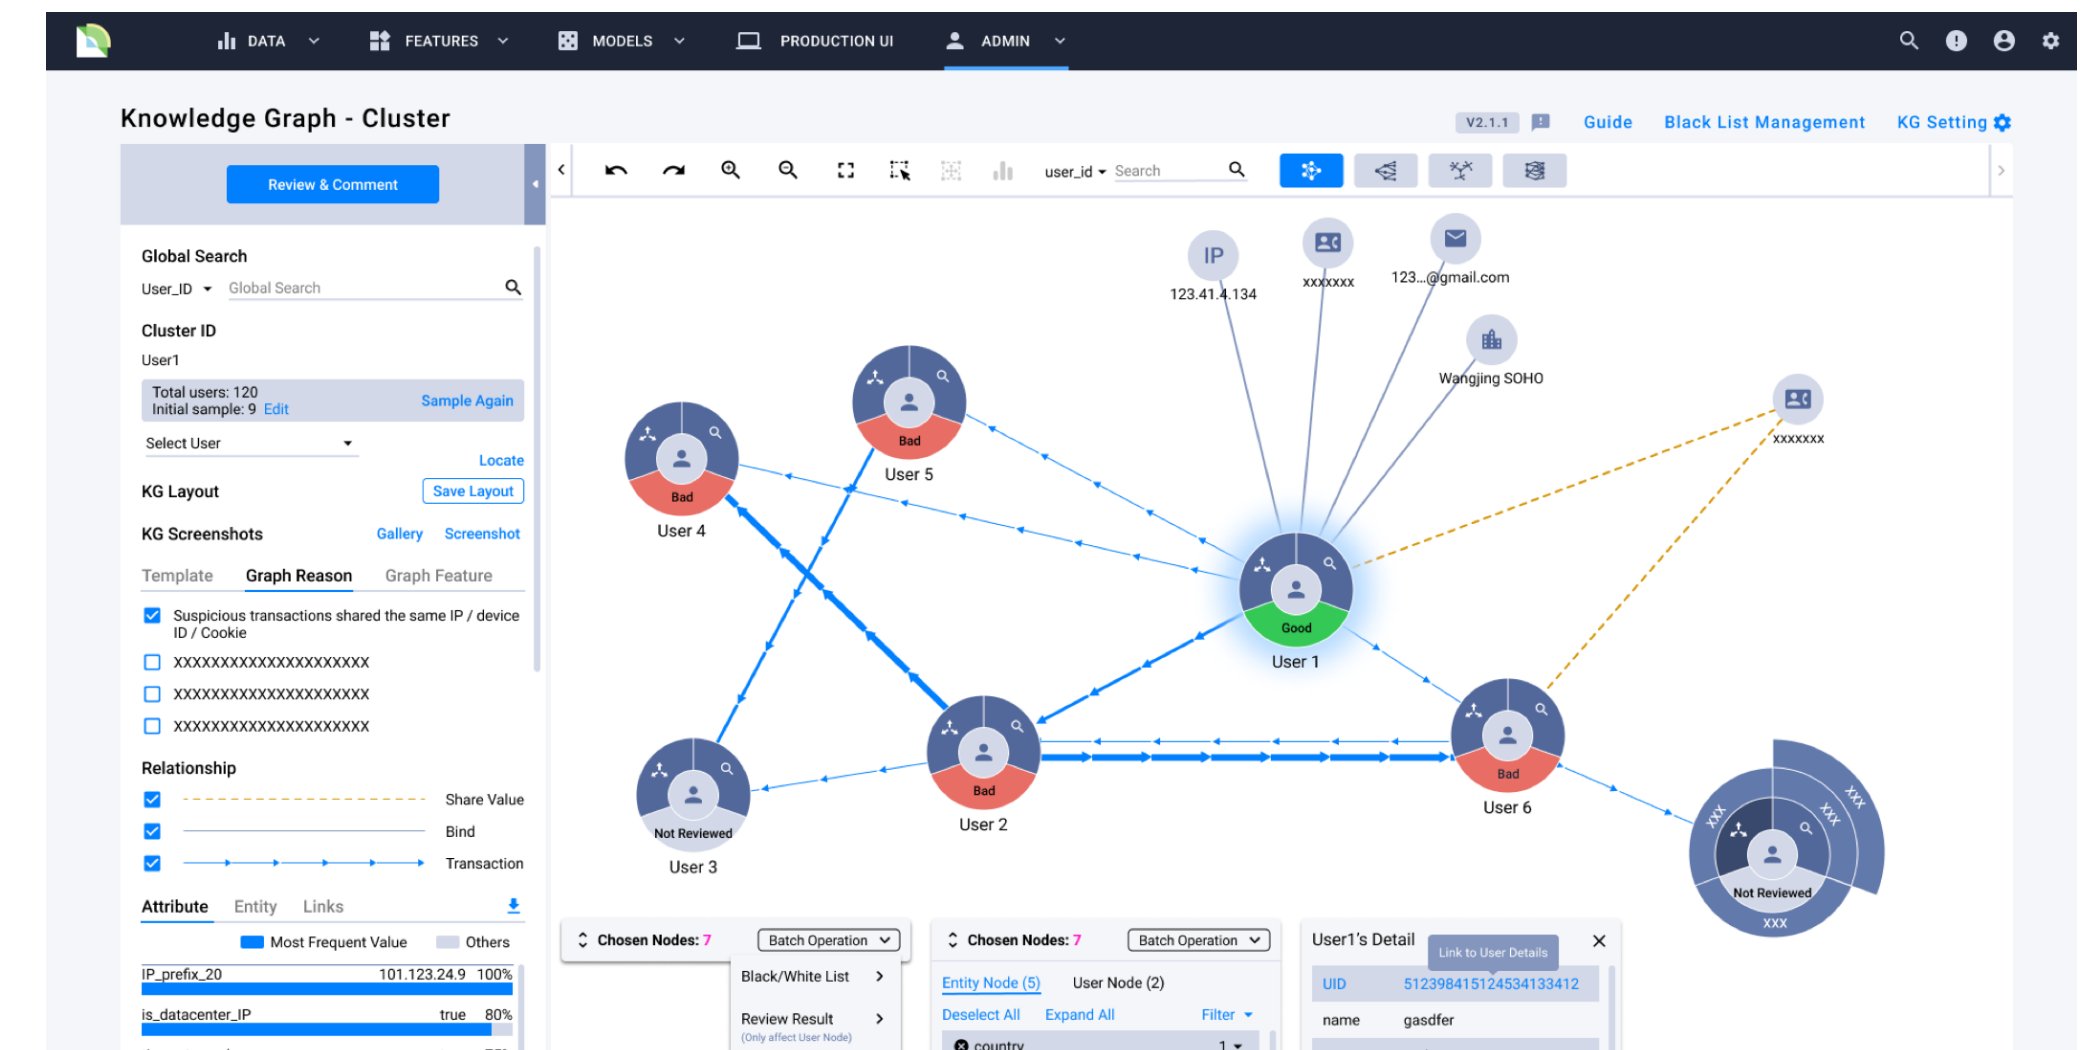 DATA
FEATURES
MODELS
PRODUCTION UI
ADMIN
Knowledge Graph - Cluster
V2.1.1
Guide
Black List Management
KG Setting
Review & Comment
user_id
Search
Global Search
User_ID
Global Search
Cluster ID
User1
Total users: 120
Initial sample: 9 Edit
Sample Again
Select User
Locate
KG Layout
Save Layout
KG Screenshots
Gallery
Screenshot
Template
Graph Reason
Graph Feature
Suspicious transactions shared the same IP / device
ID / Cookie
XXXXXXXXXXXXXXXXXXXXX
XXXXXXXXXXXXXXXXXXXXX
XXXXXXXXXXXXXXXXXXXXX
Relationship
Share Value
Bind
Transaction
Attribute
Entity
Links
Most Frequent Value
Others
IP_prefix_20
101.123.24.9 100%
is_datacenter_IP
true 80%
IP
123.41.4.134
xxxxxxx
123...@gmail.com
Wangjing SOHO
xxxxxxx
Bad
User 5
Bad
User 4
Good
User 1
Bad
User 2
Bad
User 6
Not Reviewed
User 3
XXX
XXX
XXX
Not Reviewed
XXX
Chosen Nodes: 7
Batch Operation
Black/White List
Review Result
(Only affect User Node)
Chosen Nodes: 7
Batch Operation
Entity Node (5)
User Node (2)
Deselect All
Expand All
Filter
country
1
User1's Detail
Link to User Details
UID
512398415124534133412
name
gasdfer